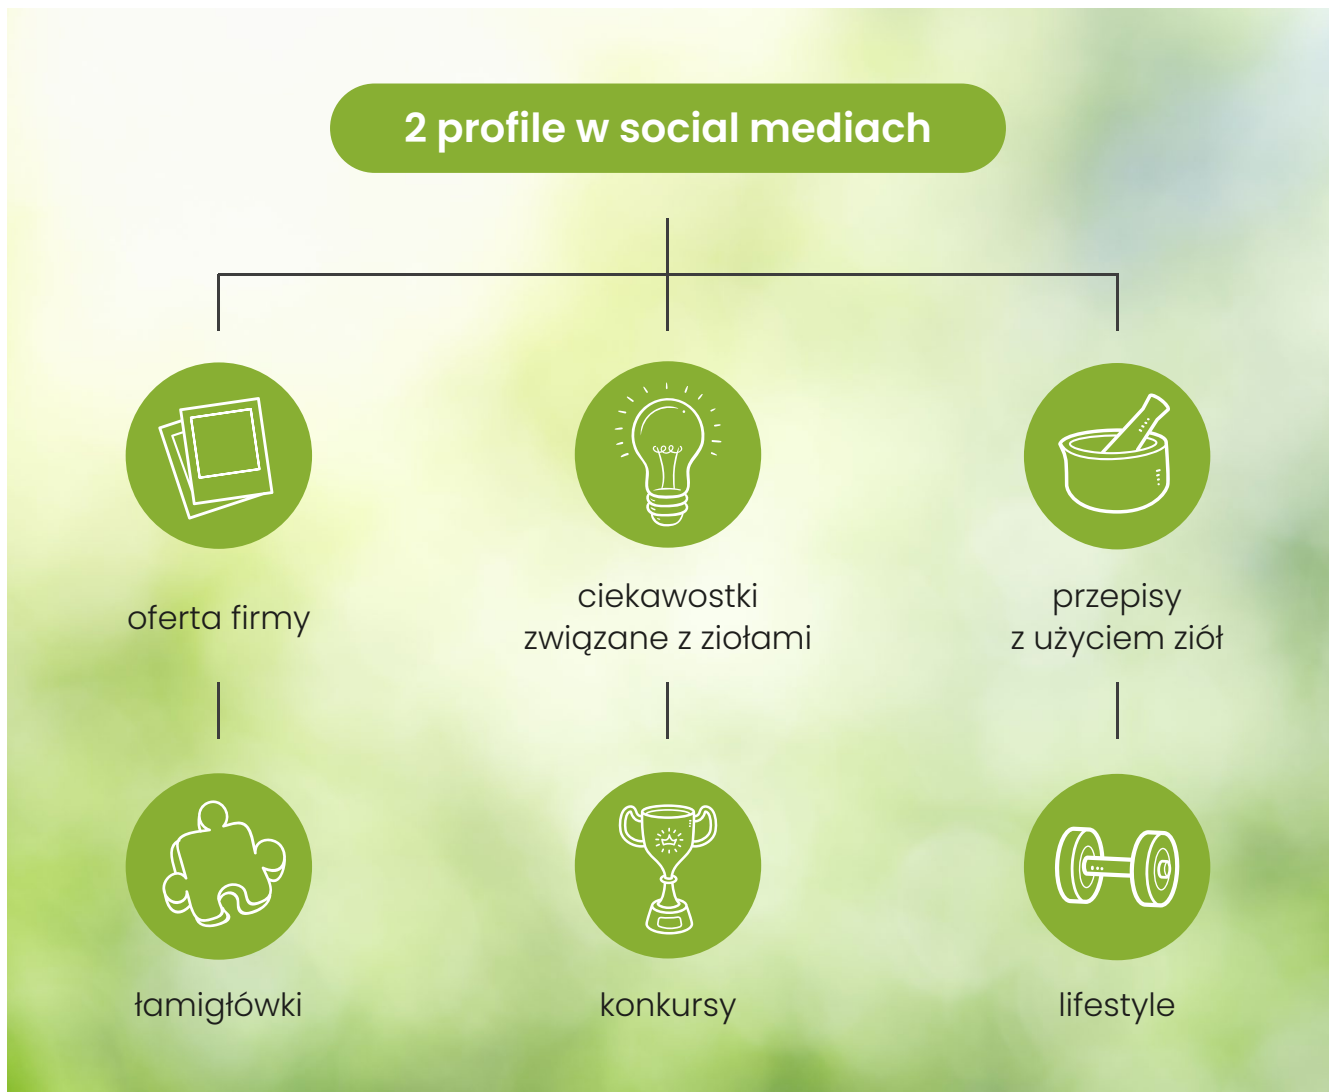 2 profile w social mediach
oferta firmy
ciekawostki
związane z ziołami
przepisy
z użyciem ziół
łamigłówki
konkursy
lifestyle